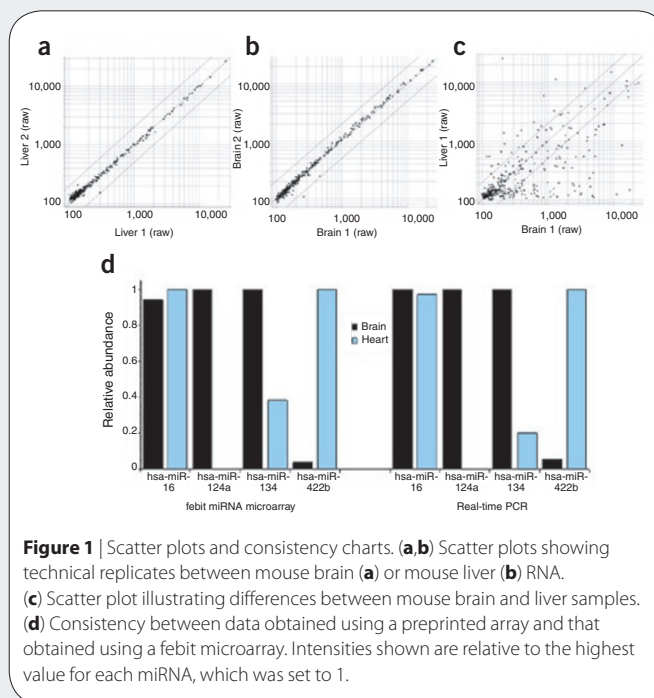 a
b
c
Liver 2 (raw)
10,000
1,000
100
100 1,000 10,000
Liver 1 (raw)
Brain 2 (raw)
10,000
1,000
100
100 1,000 10,000
Brain 1 (raw)
Liver 1 (raw)
10,000
1,000
100
100 1,000 10,000
Brain 1 (raw)
d
Relative abundance
1
0.8
0.6
0.4
0.2
0
Brain
Heart
hsa-miR-16 hsa-miR-124a hsa-miR-134 hsa-miR-422b
febit miRNA microarray
hsa-miR-16 hsa-miR-124a hsa-miR-134 hsa-miR-422b
Real-time PCR
Figure 1 | Scatter plots and consistency charts. (a,b) Scatter plots showing
technical replicates between mouse brain (a) or mouse liver (b) RNA.
(c) Scatter plot illustrating differences between mouse brain and liver samples.
(d) Consistency between data obtained using a preprinted array and that
obtained using a febit microarray. Intensities shown are relative to the highest
value for each miRNA, which was set to 1.